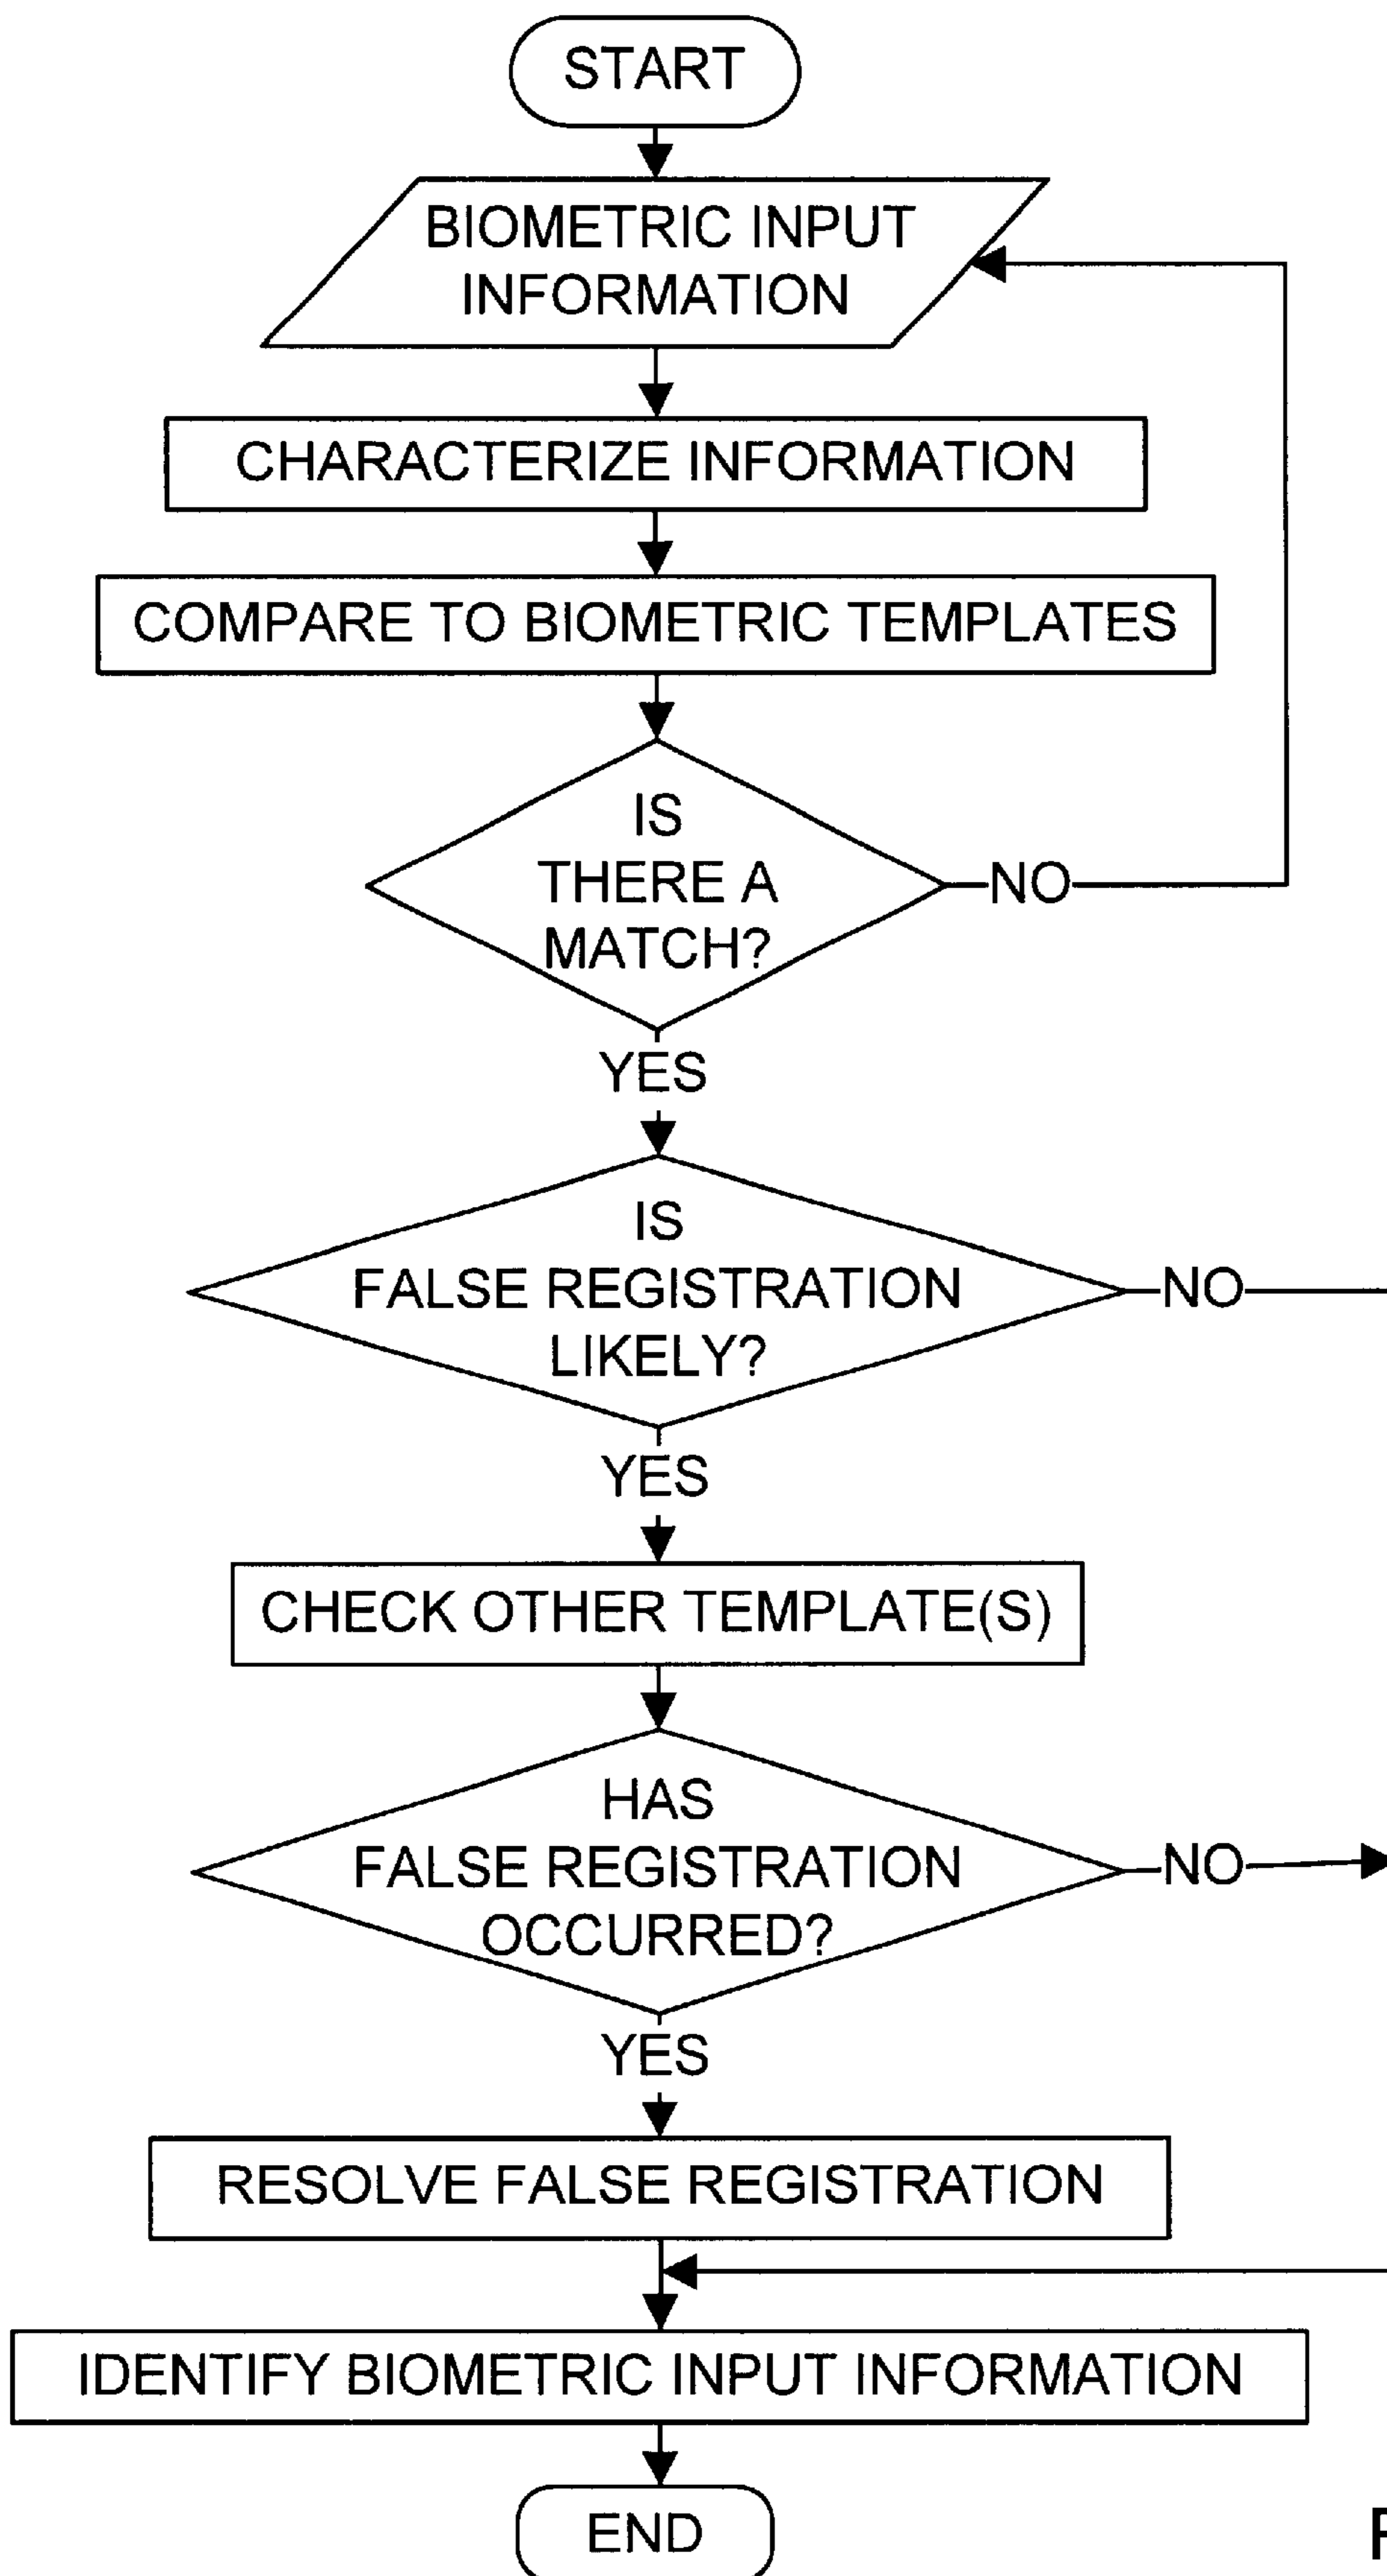 START
BIOMETRIC INPUT
INFORMATION
CHARACTERIZE INFORMATION
COMPARE TO BIOMETRIC TEMPLATES
IS
THERE A
MATCH?
NO
YES
IS
FALSE REGISTRATION
LIKELY?
NO
YES
CHECK OTHER TEMPLATE(S)
HAS
FALSE REGISTRATION
OCCURRED?
NO
YES
RESOLVE FALSE REGISTRATION
IDENTIFY BIOMETRIC INPUT INFORMATION
END